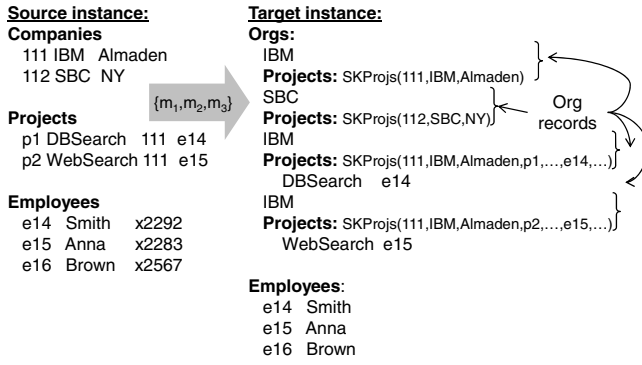 Source instance:
Companies
111 IBM Almaden
112 SBC NY
Projects
p1 DBSearch 111 e14
p2 WebSearch 111 e15
Employees
e14 Smith x2292
e15 Anna x2283
e16 Brown x2567
{m1,m2,m3}
Target instance:
Orgs:
IBM
Projects: SKProjs(111,IBM,Almaden)
SBC
Projects: SKProjs(112,SBC,NY)
IBM
Projects: SKProjs(111,IBM,Almaden,p1,…,e14,…)
DBSearch e14
IBM
Projects: SKProjs(111,IBM,Almaden,p2,…,e15,…)
WebSearch e15
Employees:
e14 Smith
e15 Anna
e16 Brown
Org
records